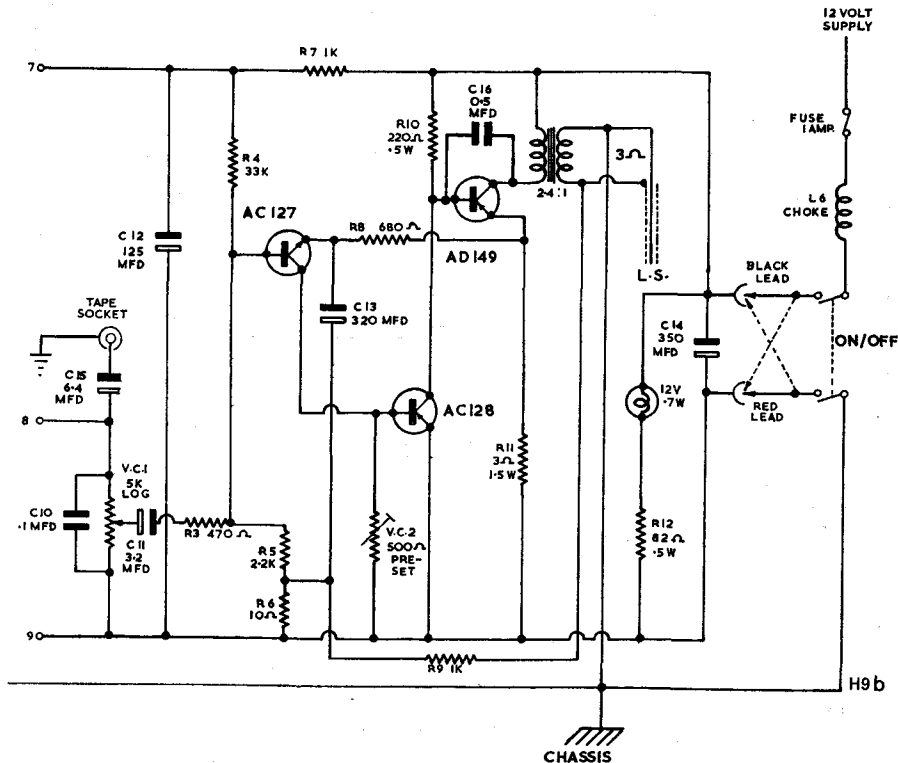 12 VOLT
SUPPLY
R7 1K
7
C16
0·5
MFD
FUSE
1AMP.
R10
220Ω
·5W
3Ω
R4
33K
2·4:1
L6
CHOKE
AC127
R8 680Ω
C12
125
MFD
AD149
L·S·
BLACK
LEAD
TAPE
SOCKET
C13
320 MFD
C14
350
MFD
ON/OFF
C15
6·4
MFD
12V
·7W
AC128
RED
LEAD
8
R11
3Ω
1·5W
V.C.1
5K
LOG
C10
·1MFD
R12
82Ω
·5W
C11
3·2
MFD
R3 470Ω
V.C.2
500Ω
PRE-
SET
R5
2·2K
R6
10Ω
9
R9 1K
H9b
CHASSIS